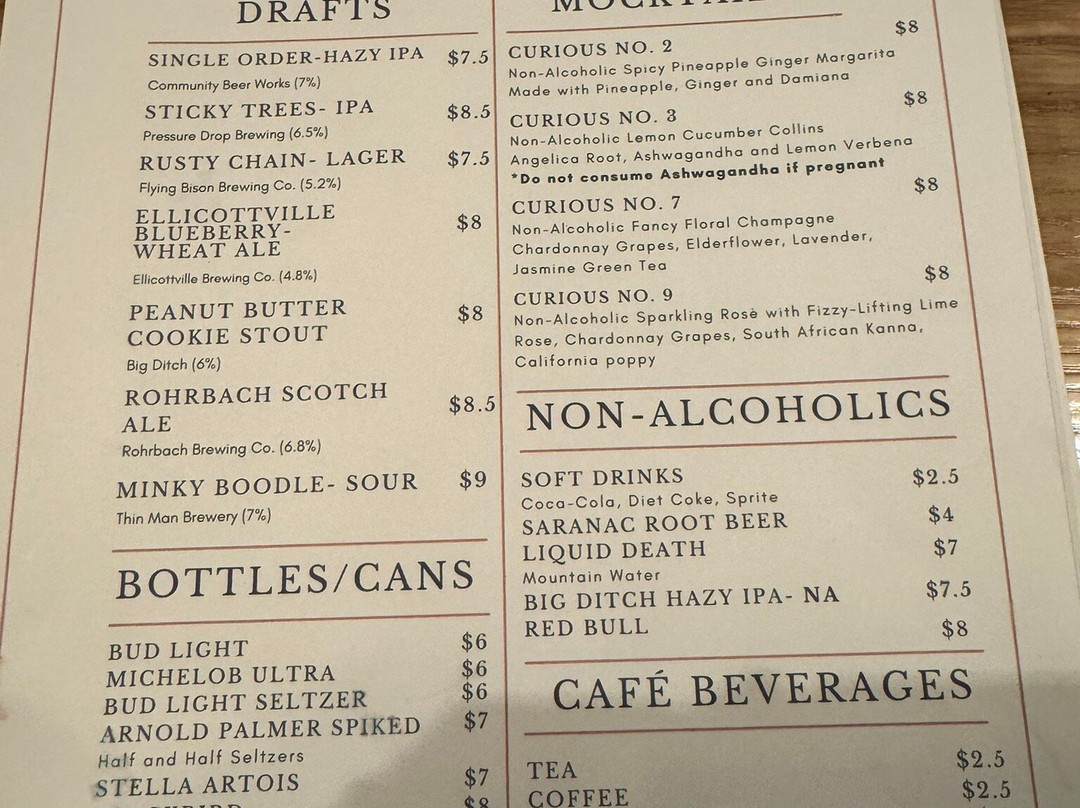 DRAFTS
SINGLE ORDER-HAZY IPA $7.5
Community Beer Works (7%)
STICKY TREES- IPA $8.5
Pressure Drop Brewing (6.5%)
RUSTY CHAIN- LAGER $7.5
Flying Bison Brewing Co. (5.2%)
ELLICOTTVILLE
BLUEBERRY- $8
WHEAT ALE
Ellicottville Brewing Co. (4.8%)
PEANUT BUTTER $8
COOKIE STOUT
Big Ditch (6%)
ROHRBACH SCOTCH $8.5
ALE
Rohrbach Brewing Co. (6.8%)
MINKY BOODLE- SOUR $9
Thin Man Brewery (7%)
BOTTLES/CANS
BUD LIGHT $6
MICHELOB ULTRA $6
BUD LIGHT SELTZER $6
ARNOLD PALMER SPIKED $7
Half and Half Seltzers
STELLA ARTOIS $7
$8
CURIOUS NO. 2 $8
Non-Alcoholic Spicy Pineapple Ginger Margarita
Made with Pineapple, Ginger and Damiana
CURIOUS NO. 3 $8
Non-Alcoholic Lemon Cucumber Collins
Angelica Root, Ashwagandha and Lemon Verbena
*Do not consume Ashwagandha if pregnant
CURIOUS NO. 7 $8
Non-Alcoholic Fancy Floral Champagne
Chardonnay Grapes, Elderflower, Lavender,
Jasmine Green Tea
CURIOUS NO. 9 $8
Non-Alcoholic Sparkling Rosé with Fizzy-Lifting Lime
Rose, Chardonnay Grapes, South African Kanna,
California poppy
NON-ALCOHOLICS
SOFT DRINKS $2.5
Coca-Cola, Diet Coke, Sprite
SARANAC ROOT BEER $4
LIQUID DEATH $7
Mountain Water
BIG DITCH HAZY IPA- NA $7.5
RED BULL $8
CAFÉ BEVERAGES
TEA $2.5
COFFEE $2.5